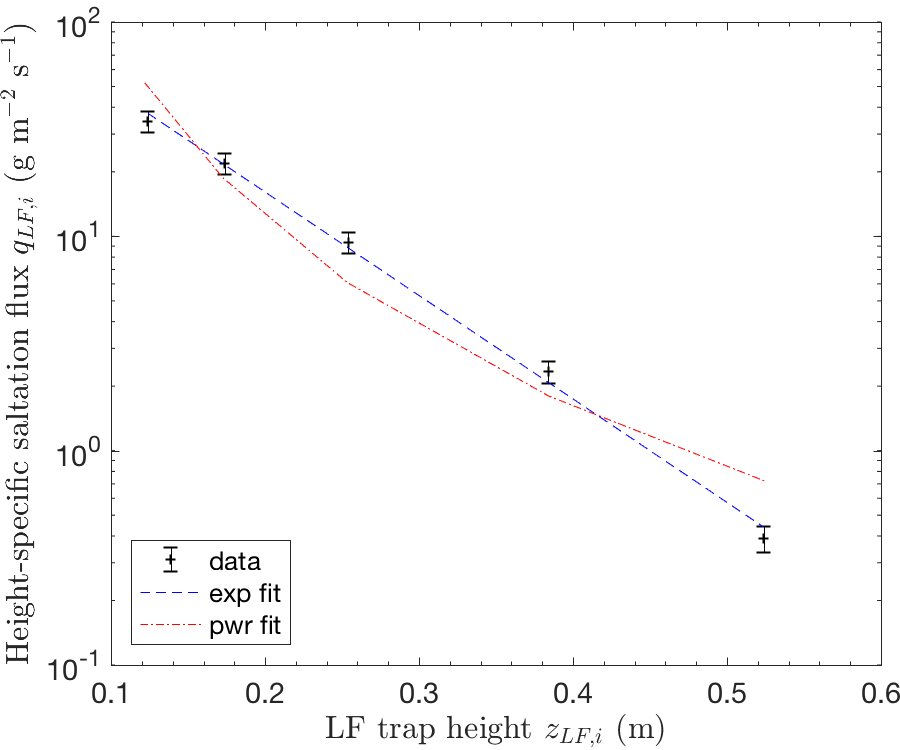 Height-specific saltation flux q_{LF,i} (g m^{-2} s^{-1})
10^2
10^1
10^0
10^{-1}
data
exp fit
pwr fit
0.1 0.2 0.3 0.4 0.5 0.6
LF trap height z_{LF,i} (m)